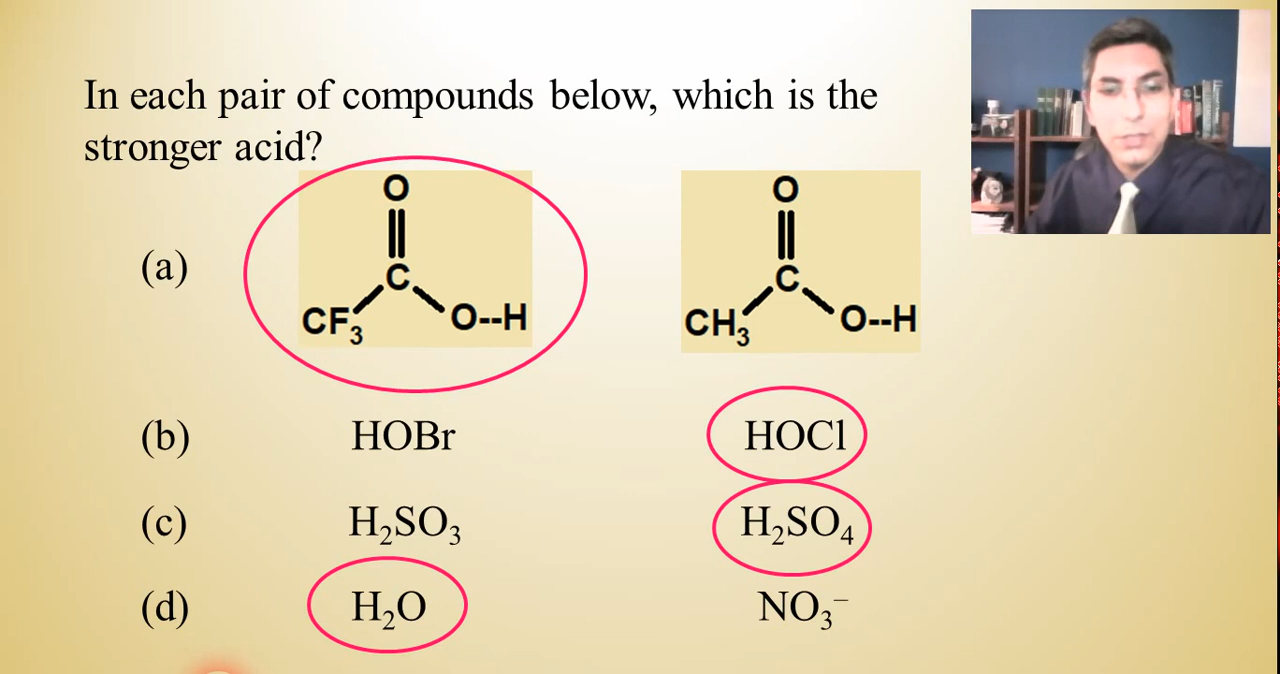 In each pair of compounds below, which is the
stronger acid?
(a)
O
C
CF₃ O--H
O
C
CH₃ O--H
(b) HOBr HOCl
(c) H₂SO₃ H₂SO₄
(d) H₂O NO₃⁻